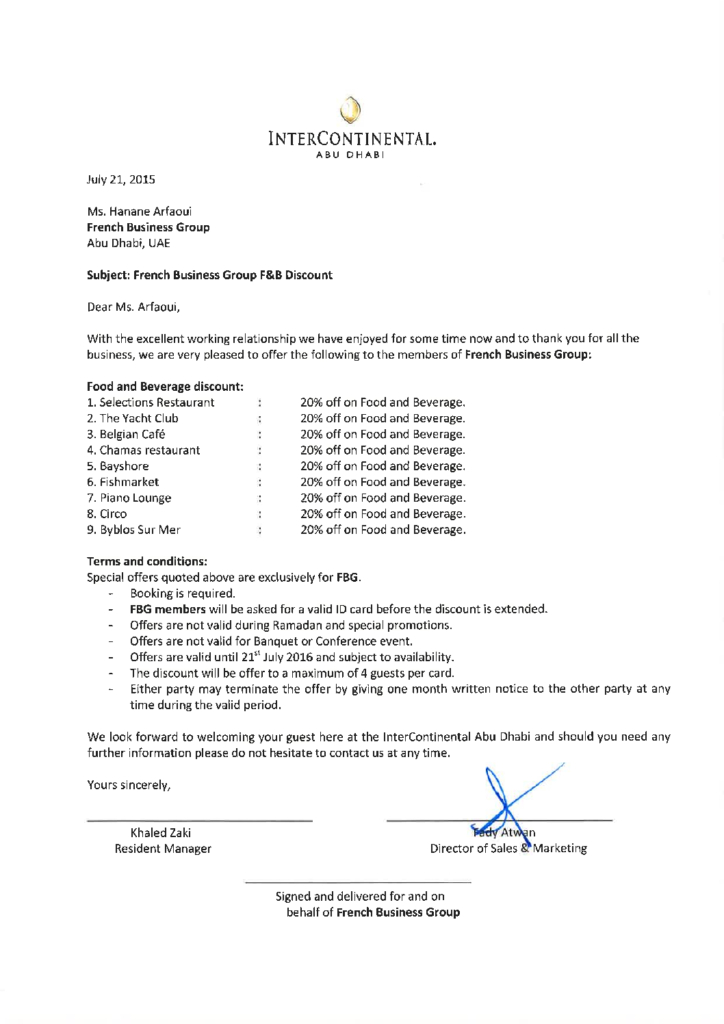 INTERCONTINENTAL.
ABU DHABI
July 21, 2015
Ms. Hanane Arfaoui
French Business Group
Abu Dhabi, UAE
Subject: French Business Group F&B Discount
Dear Ms. Arfaoui,
With the excellent working relationship we have enjoyed for some time now and to thank you for all the
business, we are very pleased to offer the following to the members of French Business Group:
Food and Beverage discount:
1. Selections Restaurant : 20% off on Food and Beverage.
2. The Yacht Club : 20% off on Food and Beverage.
3. Belgian Café : 20% off on Food and Beverage.
4. Chamas restaurant : 20% off on Food and Beverage.
5. Bayshore : 20% off on Food and Beverage.
6. Fishmarket : 20% off on Food and Beverage.
7. Piano Lounge : 20% off on Food and Beverage.
8. Circo : 20% off on Food and Beverage.
9. Byblos Sur Mer : 20% off on Food and Beverage.
Terms and conditions:
Special offers quoted above are exclusively for FBG.
- Booking is required.
- FBG members will be asked for a valid ID card before the discount is extended.
- Offers are not valid during Ramadan and special promotions.
- Offers are not valid for Banquet or Conference event.
- Offers are valid until 21st July 2016 and subject to availability.
- The discount will be offer to a maximum of 4 guests per card.
- Either party may terminate the offer by giving one month written notice to the other party at any
time during the valid period.
We look forward to welcoming your guest here at the InterContinental Abu Dhabi and should you need any
further information please do not hesitate to contact us at any time.
Yours sincerely,
Khaled Zaki Fady Atwan
Resident Manager Director of Sales & Marketing
Signed and delivered for and on
behalf of French Business Group